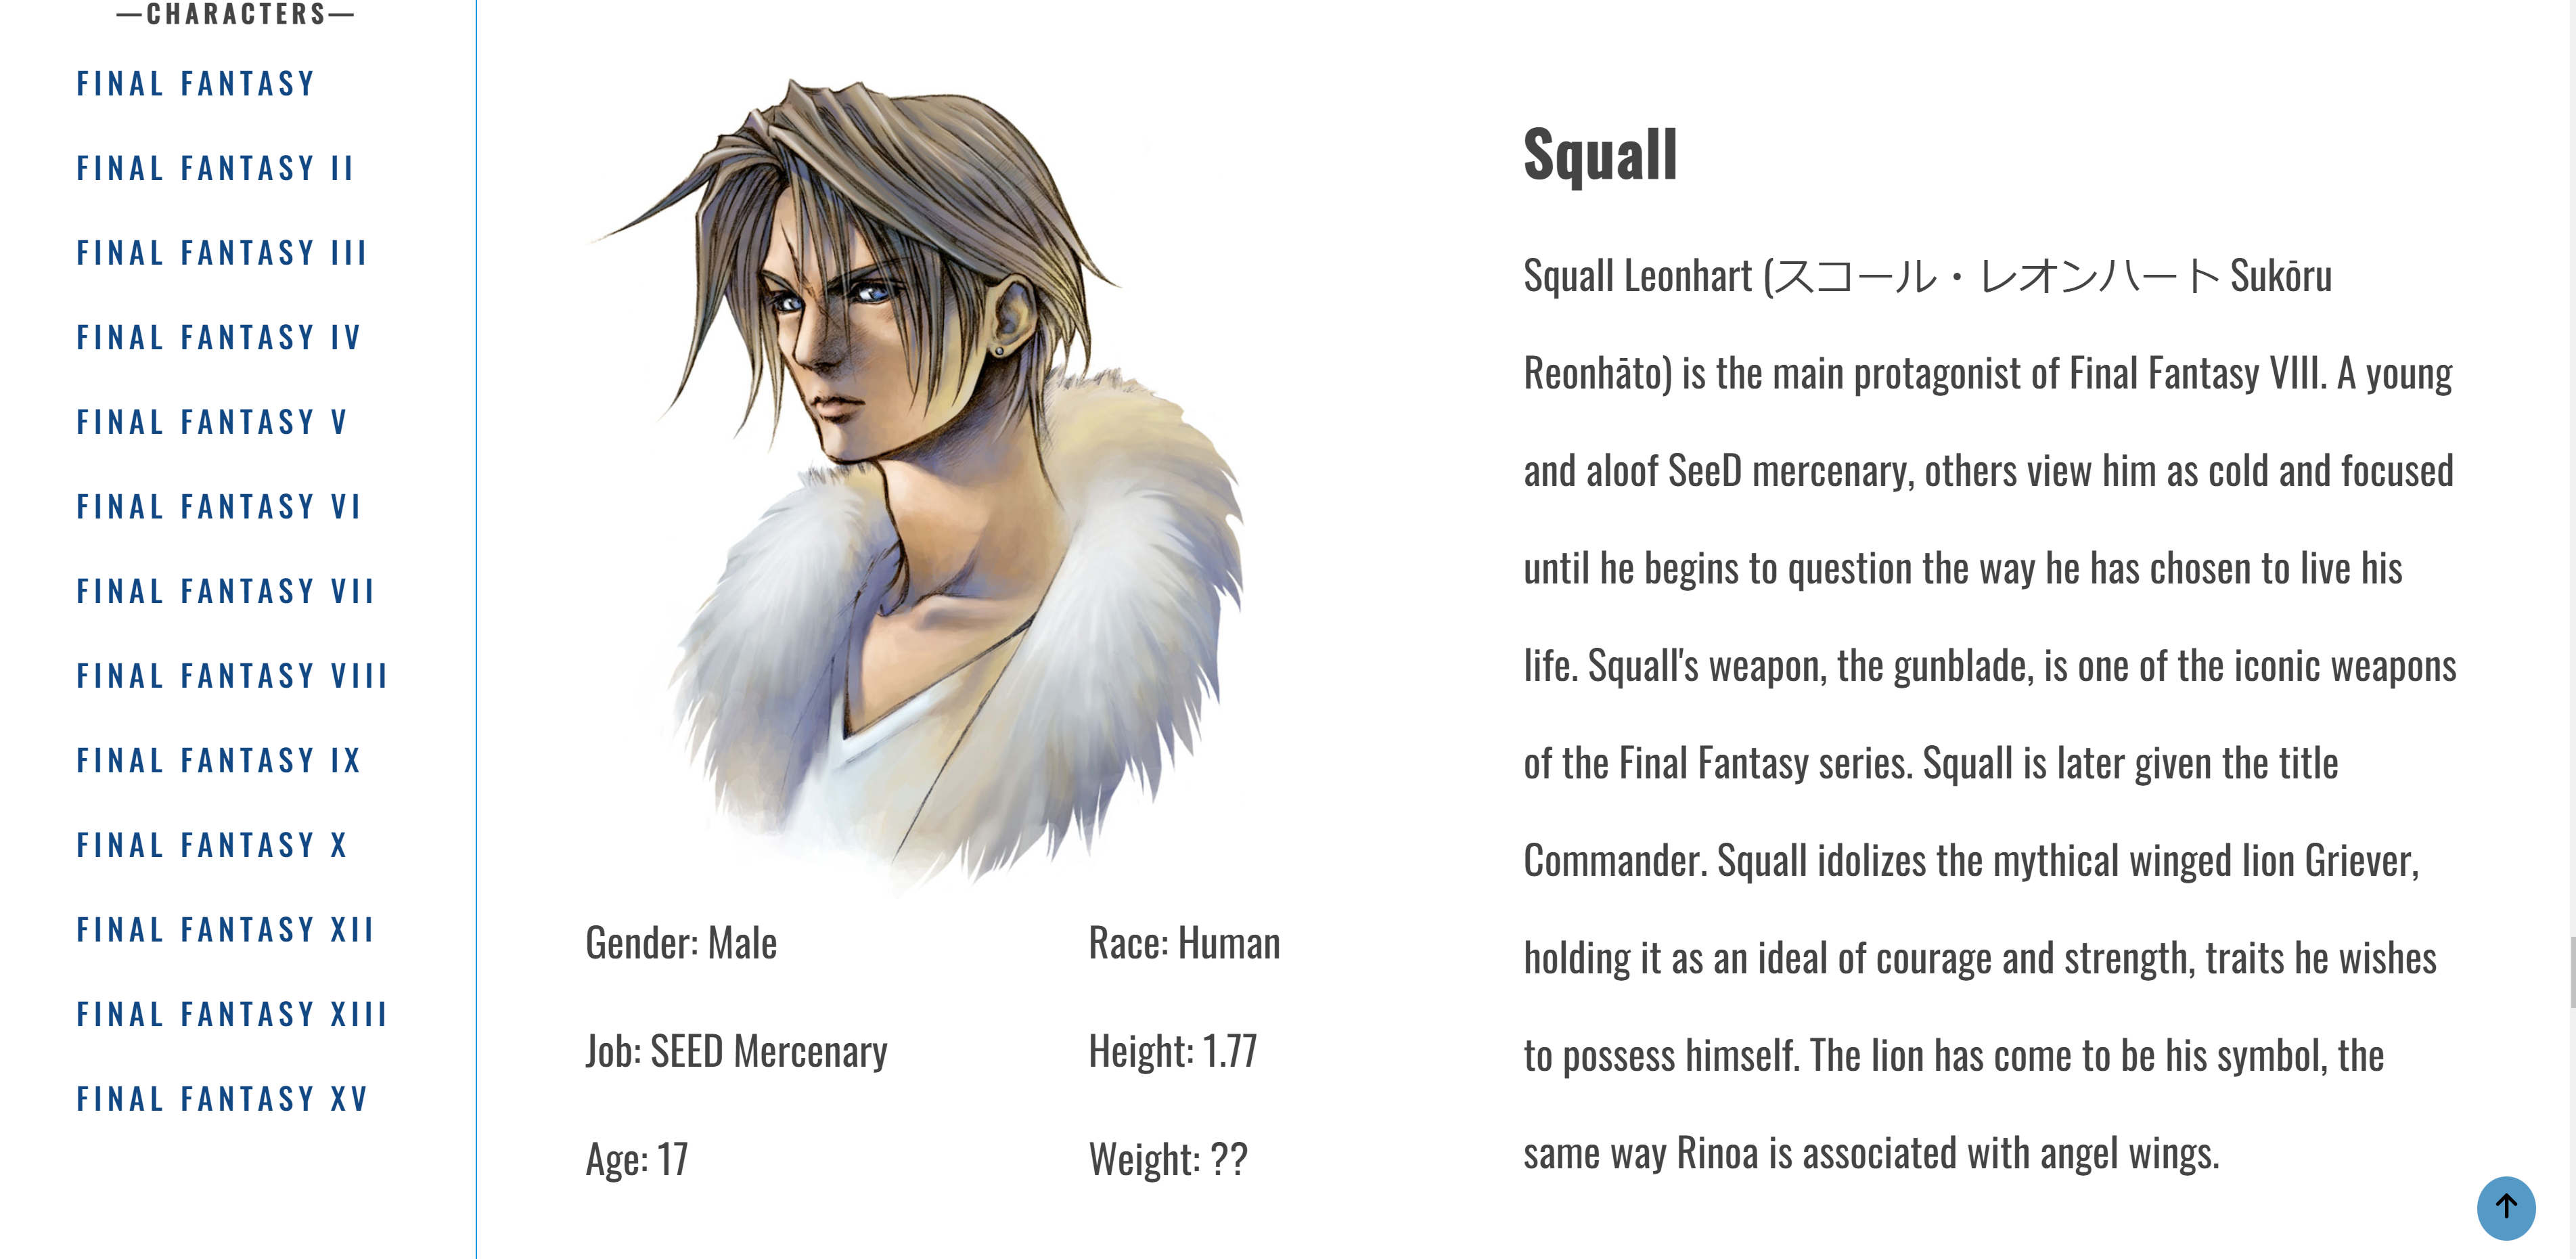 —CHARACTERS—
FINAL FANTASY
FINAL FANTASY II
FINAL FANTASY III
FINAL FANTASY IV
FINAL FANTASY V
FINAL FANTASY VI
FINAL FANTASY VII
FINAL FANTASY VIII
FINAL FANTASY IX
FINAL FANTASY X
FINAL FANTASY XII
FINAL FANTASY XIII
FINAL FANTASY XV
Gender: Male
Race: Human
Job: SEED Mercenary
Height: 1.77
Age: 17
Weight: ??
Squall
Squall Leonhart (スコール・レオンハート Sukōru
Reonhāto) is the main protagonist of Final Fantasy VIII. A young
and aloof SeeD mercenary, others view him as cold and focused
until he begins to question the way he has chosen to live his
life. Squall's weapon, the gunblade, is one of the iconic weapons
of the Final Fantasy series. Squall is later given the title
Commander. Squall idolizes the mythical winged lion Griever,
holding it as an ideal of courage and strength, traits he wishes
to possess himself. The lion has come to be his symbol, the
same way Rinoa is associated with angel wings.